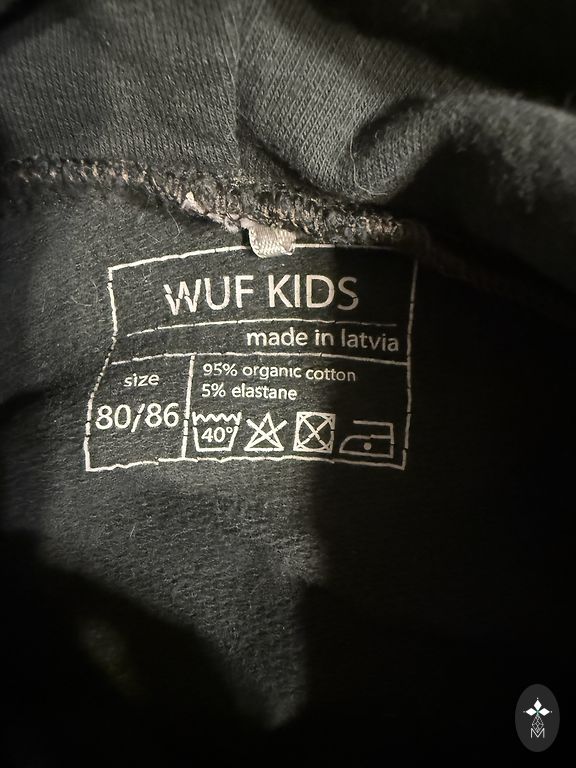 WUF KIDS
made in latvia
size
80/86
95% organic cotton
5% elastane
40°
M